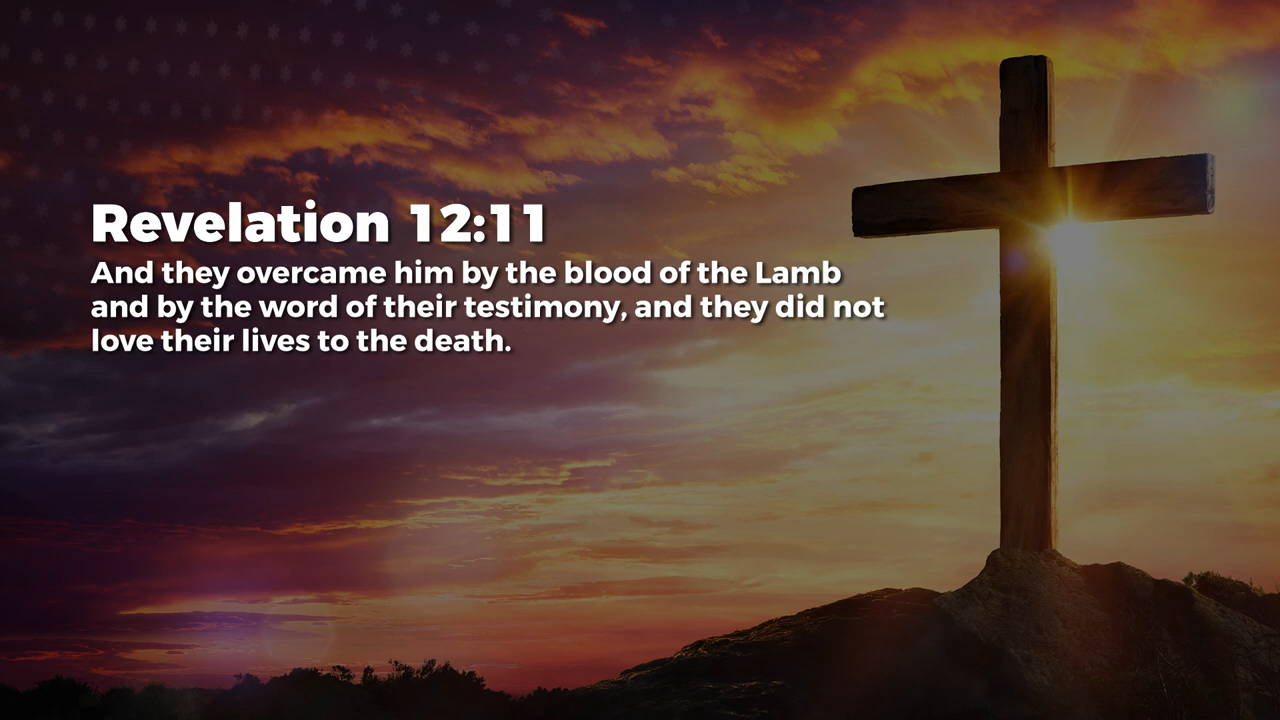 Revelation 12:11
And they overcame him by the blood of the Lamb
and by the word of their testimony, and they did not
love their lives to the death.